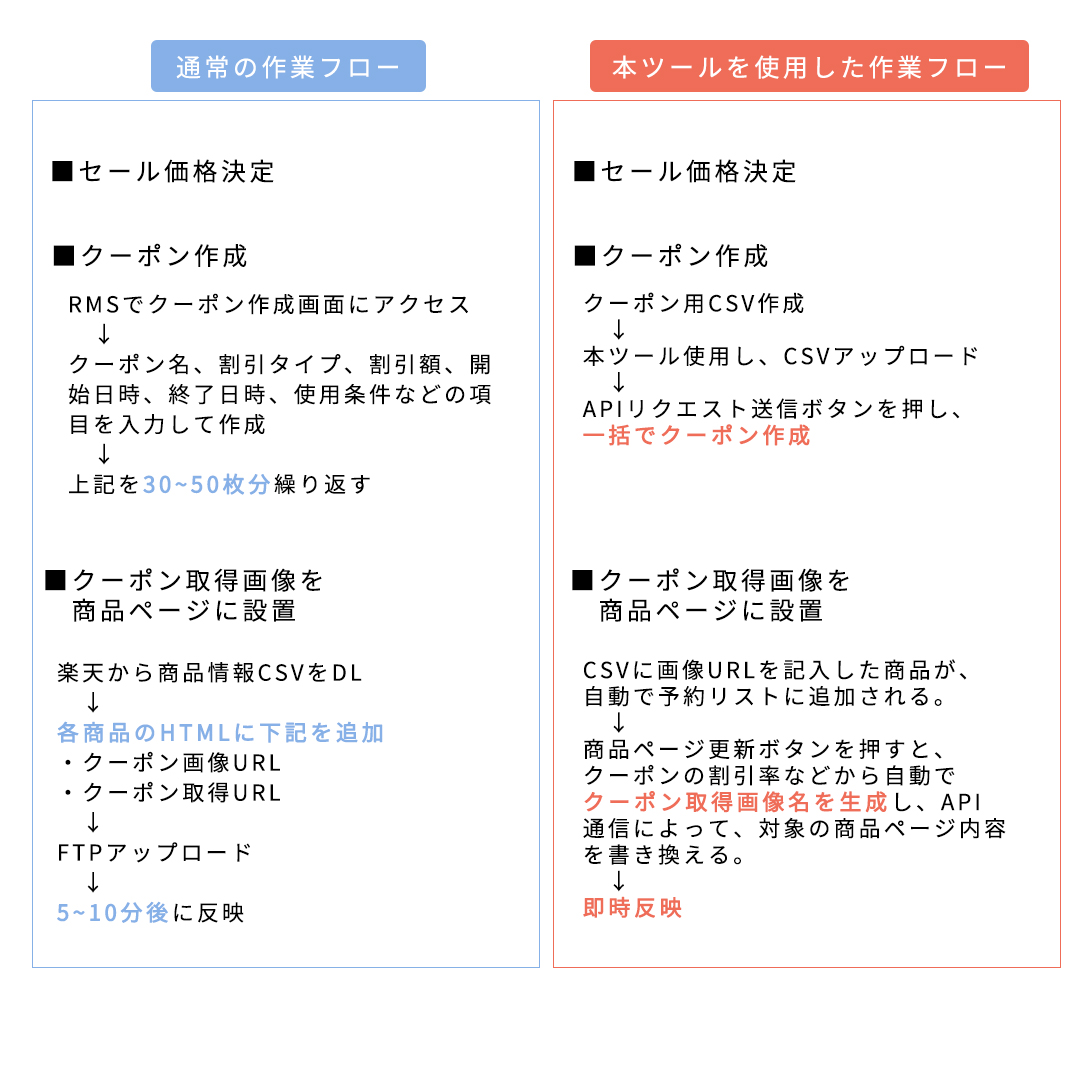 通常の作業フロー
■セール価格決定
■クーポン作成
RMSでクーポン作成画面にアクセス
↓
クーポン名、割引タイプ、割引額、開
始日時、終了日時、使用条件などの項
目を入力して作成
↓
上記を30~50枚分繰り返す
■クーポン取得画像を
商品ページに設置
楽天から商品情報CSVをDL
↓
各商品のHTMLに下記を追加
・クーポン画像URL
・クーポン取得URL
↓
FTPアップロード
↓
5~10分後に反映
本ツールを使用した作業フロー
■セール価格決定
■クーポン作成
クーポン用CSV作成
↓
本ツール使用し、CSVアップロード
↓
APIリクエスト送信ボタンを押し、
一括でクーポン作成
■クーポン取得画像を
商品ページに設置
CSVに画像URLを記入した商品が、
自動で予約リストに追加される。
↓
商品ページ更新ボタンを押すと、
クーポンの割引率などから自動で
クーポン取得画像名を生成し、API
通信によって、対象の商品ページ内容
を書き換える。
↓
即時反映